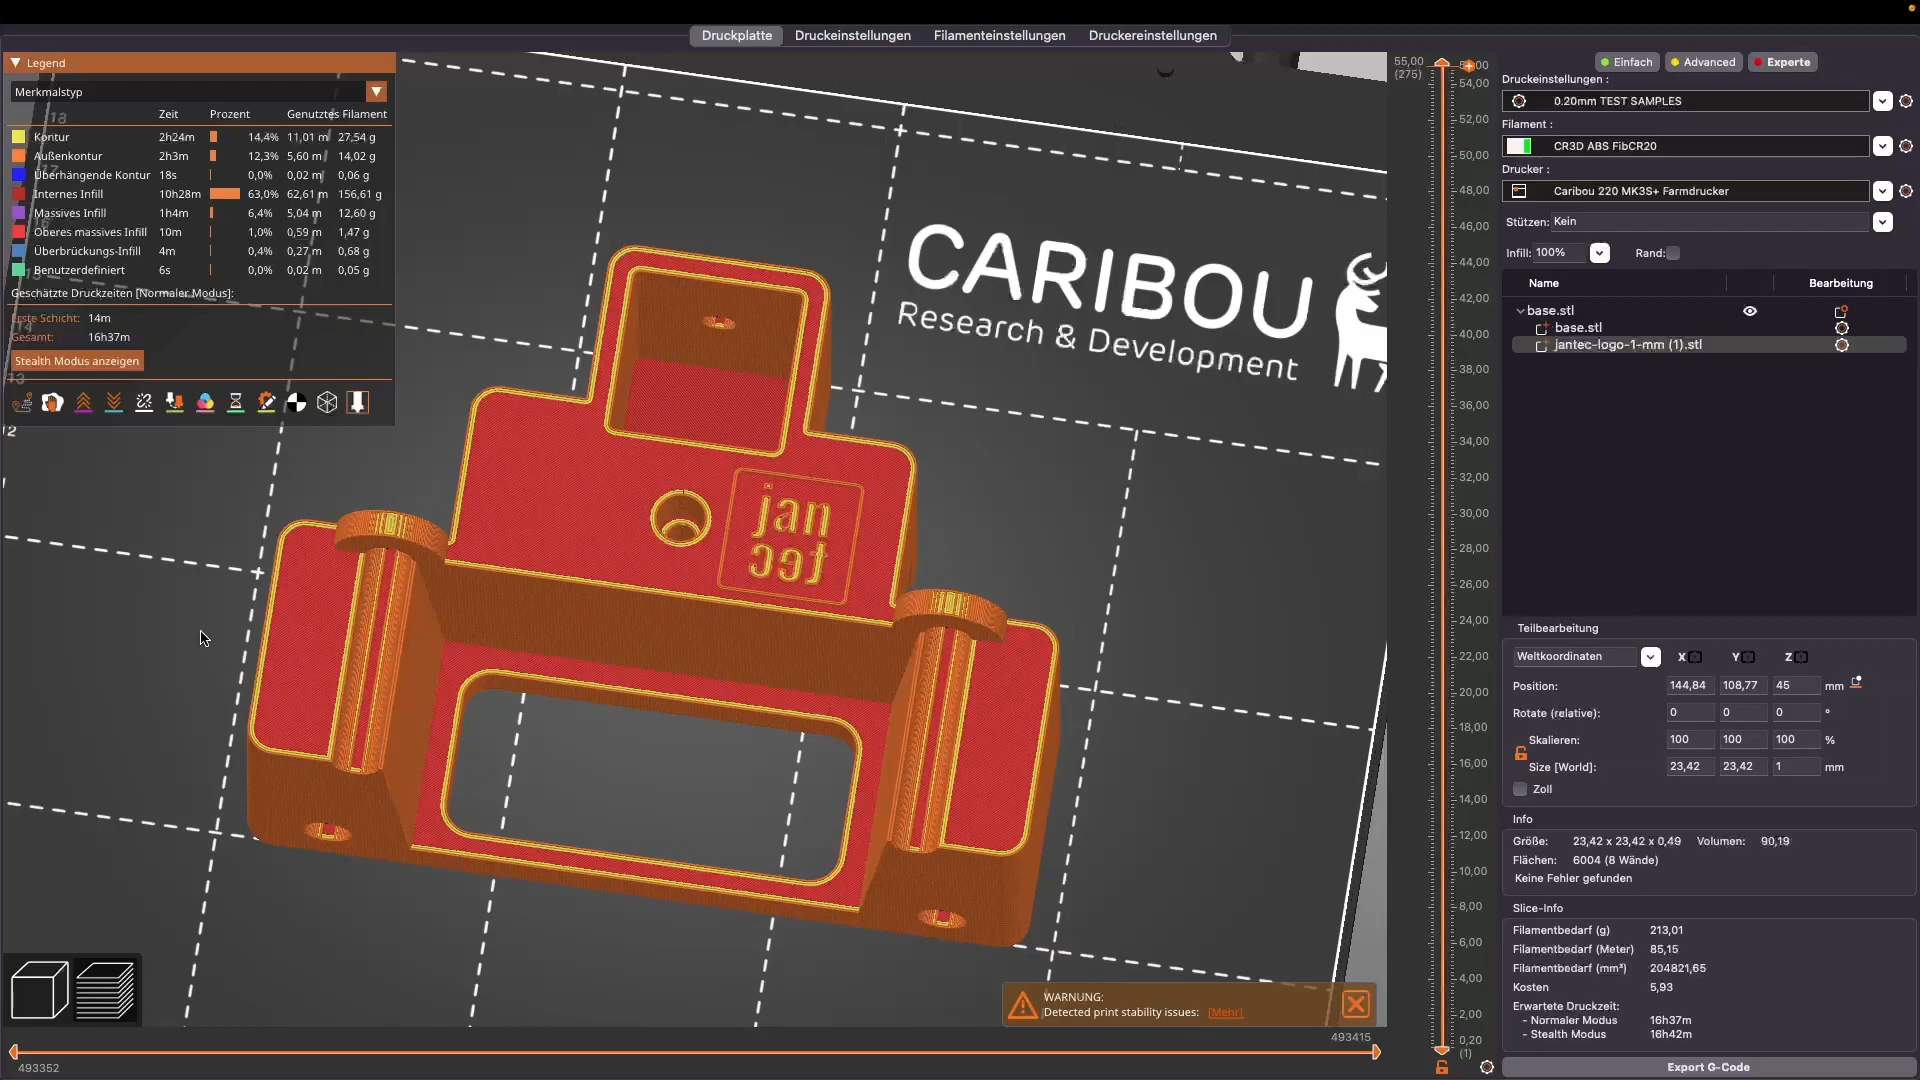 Druckplatte Druckeinstellungen Filamenteinstellungen Druckereinstellungen
Legend
Merkmalstyp
Zeit Prozent Genutztes Filament
Kontur 2h24m 14,4% 11,01 m 27,54 g
Außenkontur 2h3m 12,3% 5,60 m 14,02 g
Überhängende Kontur 18s 0,0% 0,02 m 0,06 g
Internes Infill 10h28m 63,0% 62,61 m 156,61 g
Massives Infill 1h4m 6,4% 5,04 m 12,60 g
Oberes massives Infill 10m 1,0% 0,59 m 1,47 g
Überbrückungs-Infill 4m 0,4% 0,27 m 0,68 g
Benutzerdefiniert 6s 0,0% 0,02 m 0,05 g
Geschätzte Druckzeiten [Normaler Modus]:
Erste Schicht: 14m
Gesamt: 16h37m
Stealth Modus anzeigen
18
14
13
12
CARIBOU
Research & Development
jan
tec
WARNUNG:
Detected print stability issues: [Mehr]
493415
493352
55,00
(275)
54,00
52,00
50,00
48,00
46,00
44,00
42,00
40,00
38,00
36,00
34,00
32,00
30,00
28,00
26,00
24,00
22,00
20,00
18,00
16,00
14,00
12,00
10,00
8,00
6,00
4,00
2,00
0,20
(1)
Einfach Advanced Experte
Druckeinstellungen :
0.20mm TEST SAMPLES
Filament :
CR3D ABS FibCR20
Drucker :
Caribou 220 MK3S+ Farmdrucker
Stützen: Kein
Infill: 100% Rand:
Name Bearbeitung
base.stl
base.stl
jantec-logo-1-mm (1).stl
Teilbearbeitung
Weltkoordinaten X Y Z
Position: 144,84 108,77 45 mm
Rotate (relative): 0 0 0 °
Skalieren: 100 100 100 %
Size [World]: 23,42 23,42 1 mm
Zoll
Info
Größe: 23,42 x 23,42 x 0,49 Volumen: 90,19
Flächen: 6004 (8 Wände)
Keine Fehler gefunden
Slice-Info
Filamentbedarf (g) 213,01
Filamentbedarf (Meter) 85,15
Filamentbedarf (mm³) 204821,65
Kosten 5,93
Erwartete Druckzeit:
- Normaler Modus 16h37m
- Stealth Modus 16h42m
Export G-Code